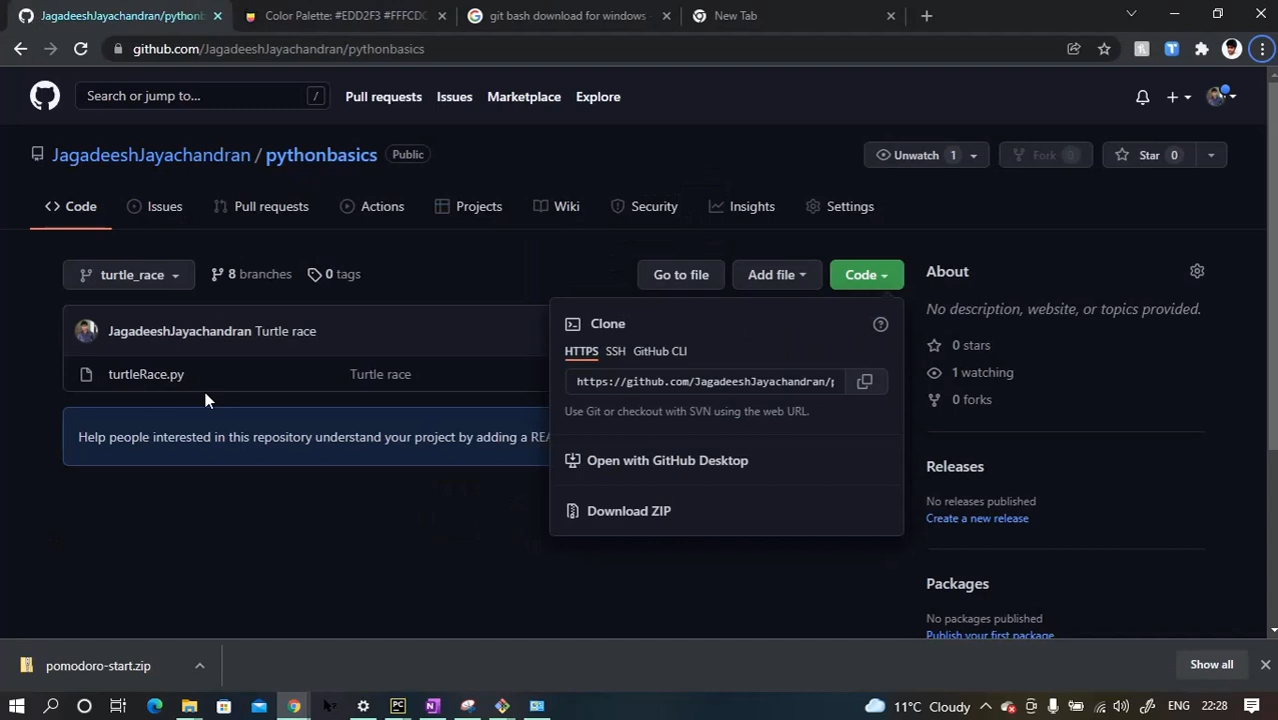 JagadeeshJayachandran/pythonb
Color Palette: #EDD2F3 #FFFCDC
git bash download for windows
New Tab
github.com/JagadeeshJayachandran/pythonbasics
Search or jump to...
/
Pull requests
Issues
Marketplace
Explore
JagadeeshJayachandran / pythonbasics
Public
Unwatch 1
Fork 0
Star 0
Code
Issues
Pull requests
Actions
Projects
Wiki
Security
Insights
Settings
turtle_race
8 branches
0 tags
Go to file
Add file
Code
About
No description, website, or topics provided.
JagadeeshJayachandran Turtle race
Clone
HTTPS SSH GitHub CLI
0 stars
turtleRace.py
Turtle race
https://github.com/JagadeeshJayachandran/p
1 watching
0 forks
Use Git or checkout with SVN using the web URL.
Help people interested in this repository understand your project by adding a REA
Open with GitHub Desktop
Releases
No releases published
Create a new release
Download ZIP
Packages
No packages published
Publish your first package
pomodoro-start.zip
Show all
PC
11°C Cloudy
ENG
22:28